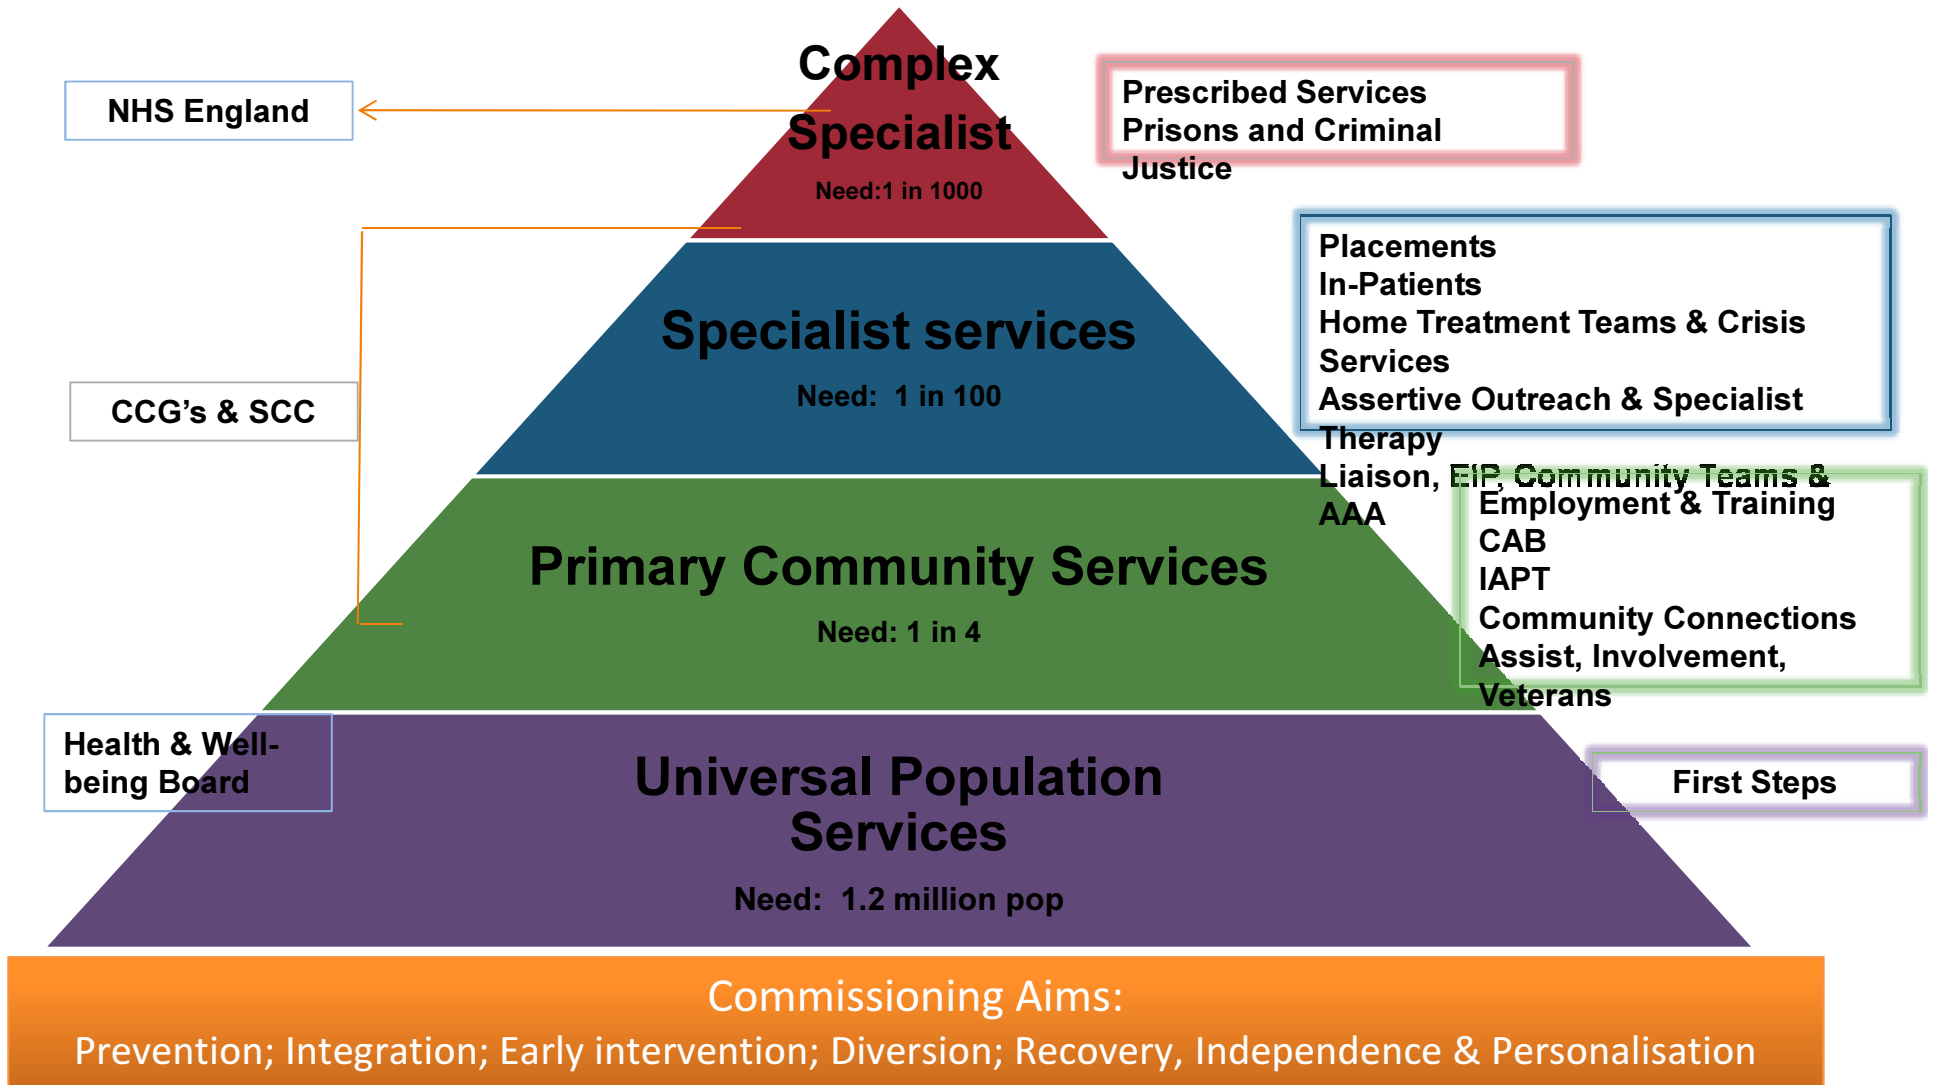 Complex
Specialist
Need:1 in 1000
NHS England
Prescribed Services
Prisons and Criminal
Justice
Specialist services
Need:  1 in 100
CCG’s & SCC
Placements
In-Patients
Home Treatment Teams & Crisis
Services
Assertive Outreach & Specialist
Therapy
Liaison, EIP, Community Teams &
AAA
Primary Community Services
Need: 1 in 4
Employment & Training
CAB
IAPT
Community Connections
Assist, Involvement,
Veterans
Health & Well-
being Board
Universal Population
Services
Need:  1.2 million pop
First Steps
Commissioning Aims:
Prevention; Integration; Early intervention; Diversion; Recovery, Independence & Personalisation